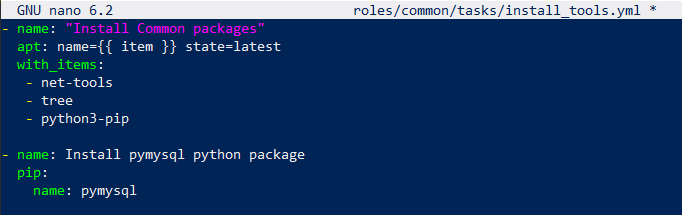 GNU nano 6.2 roles/common/tasks/install_tools.yml *
- name: "Install Common packages"
  apt: name={{ item }} state=latest
  with_items:
   - net-tools
   - tree
   - python3-pip

- name: Install pymysql python package
  pip:
    name: pymysql